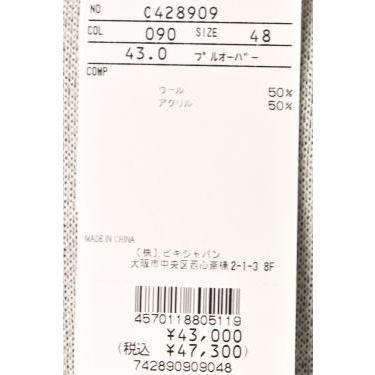 NO C428909
COL 090 SIZE 48
43.0 プルオーバー
COMP
ウール 50%
アクリル 50%
MADE IN CHINA
(株)ビキジャパン
大阪市中央区西心斎橋2-1-3 8F
4570118805119
¥43,000
(税込 ¥47,300)
742890909048